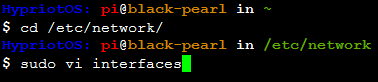 HypriotOS: pi@black-pearl in ~
$ cd /etc/network/
HypriotOS: pi@black-pearl in /etc/network
$ sudo vi interfaces